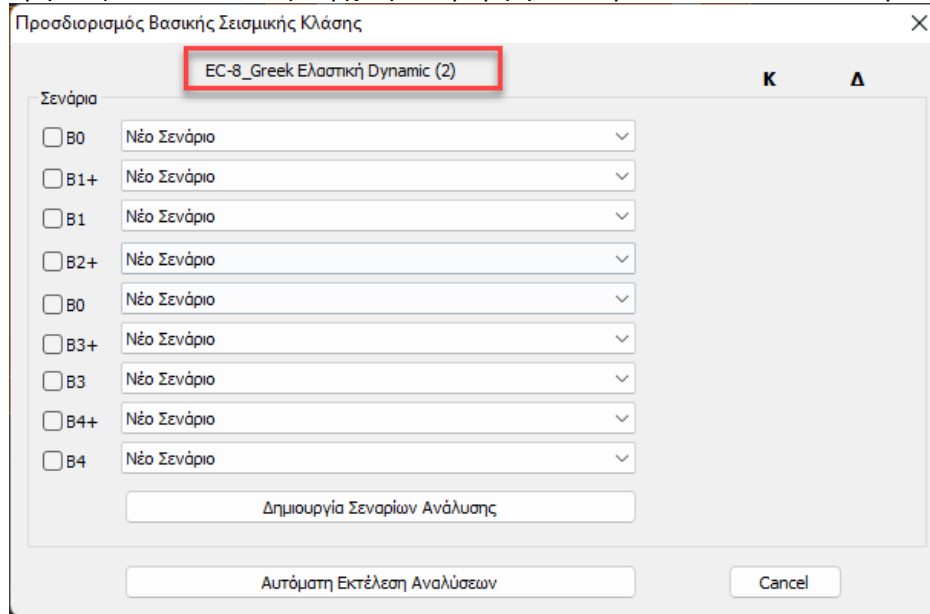 Προσδιορισμός Βασικής Σεισμικής Κλάσης
EC-8_Greek Ελαστική Dynamic (2)
Κ Δ
Σενάρια
B0 Νέο Σενάριο
B1+ Νέο Σενάριο
B1 Νέο Σενάριο
B2+ Νέο Σενάριο
B0 Νέο Σενάριο
B3+ Νέο Σενάριο
B3 Νέο Σενάριο
B4+ Νέο Σενάριο
B4 Νέο Σενάριο
Δημιουργία Σεναρίων Ανάλυσης
Αυτόματη Εκτέλεση Αναλύσεων Cancel